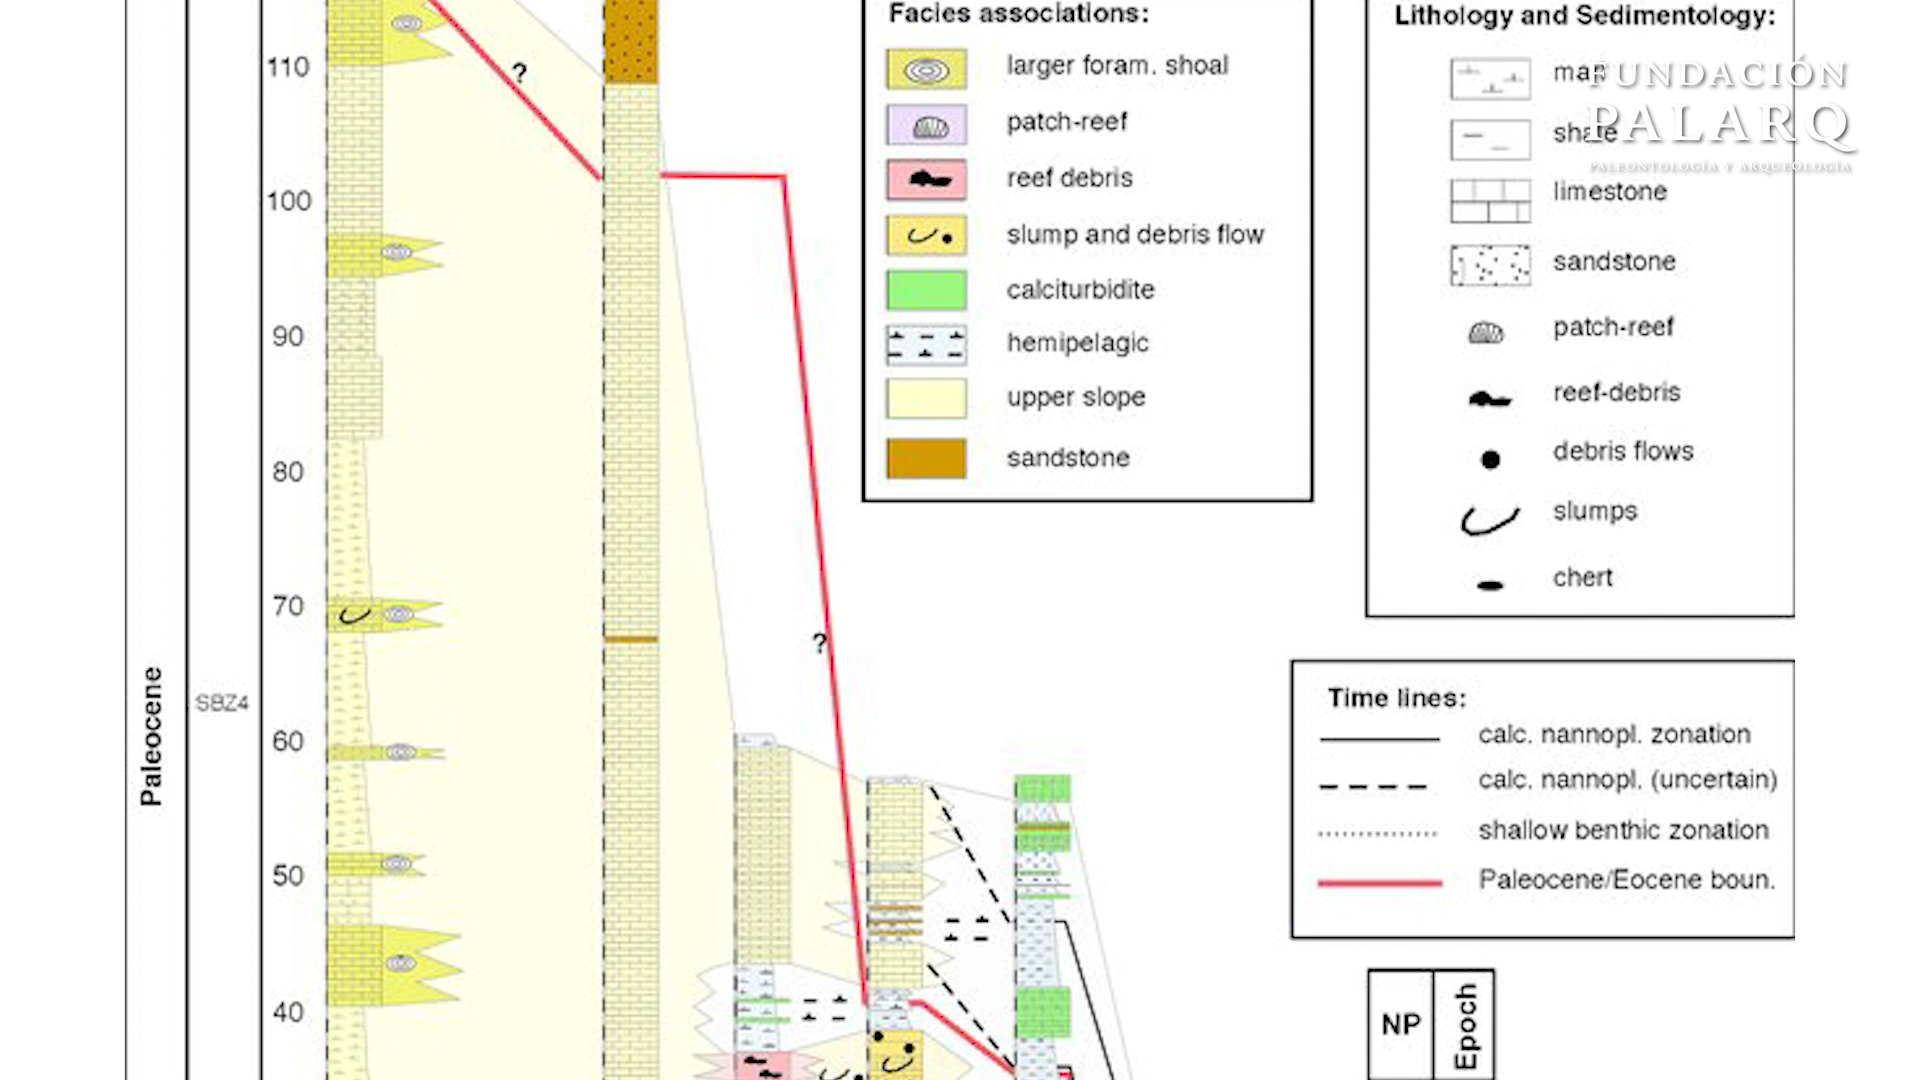 Facies associations:
larger foram. shoal
patch-reef
reef debris
slump and debris flow
calciturbidite
hemipelagic
upper slope
sandstone
Lithology and Sedimentology:
shale
limestone
sandstone
patch-reef
reef-debris
debris flows
slumps
chert
FUNDACIÓN
PALARQ
PALEONTOLOGÍA Y ARQUEOLOGÍA
Time lines:
calc. nannopl. zonation
calc. nannopl. (uncertain)
shallow benthic zonation
Paleocene/Eocene boun.
NP
Epoch
Paleocene
SBZ4
110
100
90
80
70
60
50
40
?
?